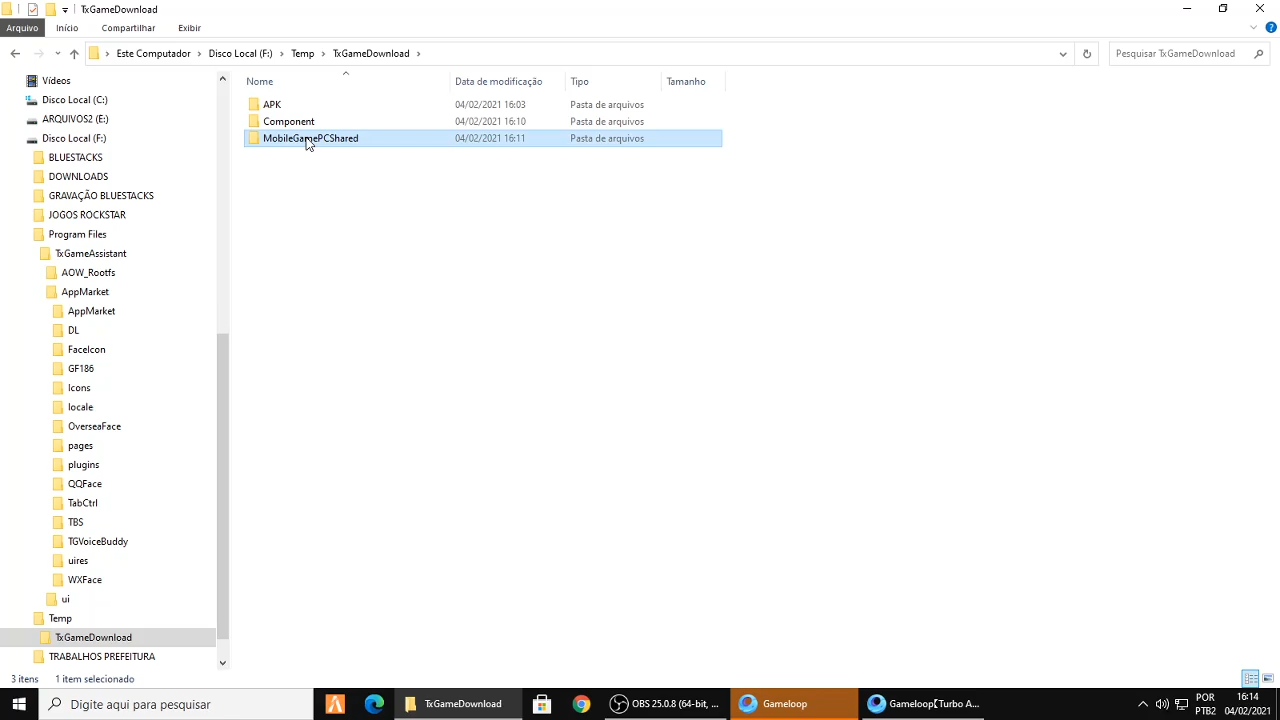 TxGameDownload
Arquivo Início Compartilhar Exibir
Este Computador > Disco Local (F:) > Temp > TxGameDownload >
Pesquisar TxGameDownload
Vídeos
Disco Local (C:)
ARQUIVOS2 (E:)
Disco Local (F:)
BLUESTACKS
DOWNLOADS
GRAVAÇÃO BLUESTACKS
JOGOS ROCKSTAR
Program Files
TxGameAssistant
AOW_Rootfs
AppMarket
AppMarket
DL
FaceIcon
GF186
Icons
locale
OverseaFace
pages
plugins
QQFace
TabCtrl
TBS
TGVoiceBuddy
uires
WXFace
ui
Temp
TxGameDownload
TRABALHOS PREFEITURA
Nome Data de modificação Tipo Tamanho
APK 04/02/2021 16:03 Pasta de arquivos
Component 04/02/2021 16:10 Pasta de arquivos
MobileGamePCShared 04/02/2021 16:11 Pasta de arquivos
3 itens 1 item selecionado
Digite aqui para pesquisar
TxGameDownload
OBS 25.0.8 (64-bit, ...
Gameloop
Gameloop【Turbo A...
POR
PTB2
16:14
04/02/2021